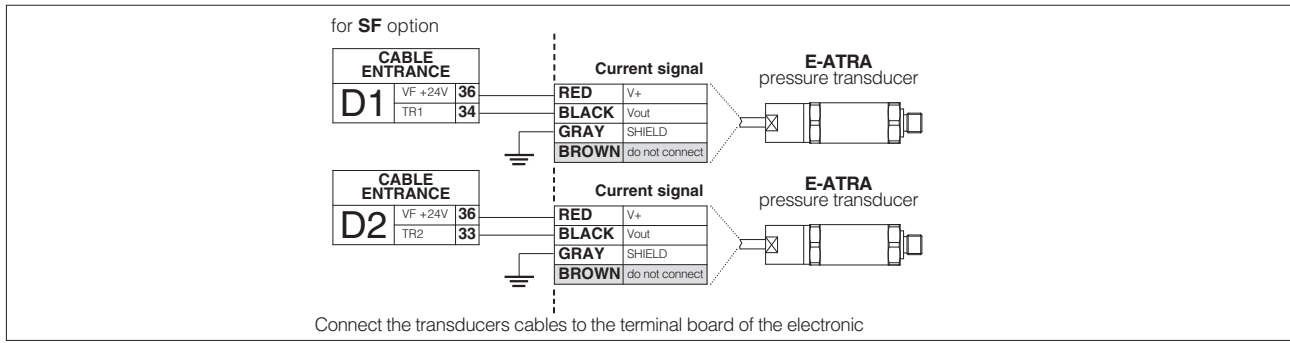 for SF option
CABLE
ENTRANCE
D1
VF +24V 36
TR1 34
Current signal
RED V+
BLACK Vout
GRAY SHIELD
BROWN do not connect
E-ATRA
pressure transducer
CABLE
ENTRANCE
D2
VF +24V 36
TR2 33
Current signal
RED V+
BLACK Vout
GRAY SHIELD
BROWN do not connect
E-ATRA
pressure transducer
Connect the transducers cables to the terminal board of the electronic